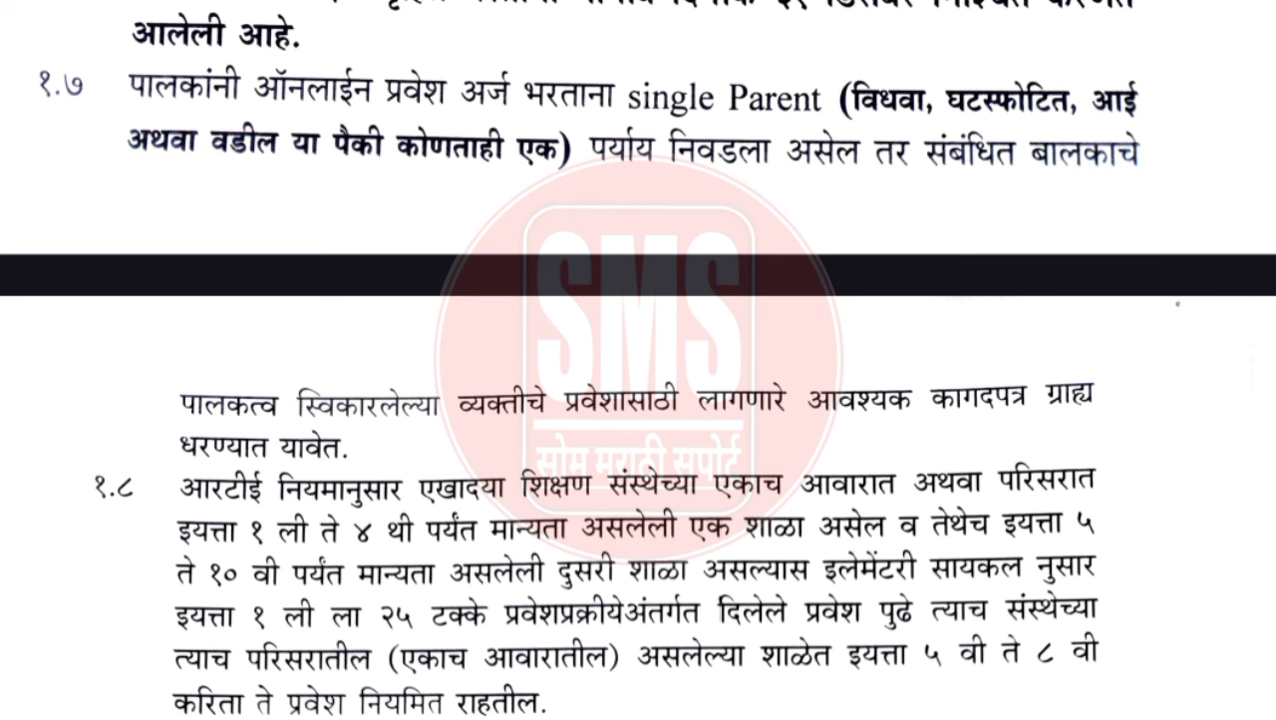 आलेली आहे.
१.७ पालकांनी ऑनलाईन प्रवेश अर्ज भरताना single Parent (विधवा, घटस्फोटित, आई
अथवा वडील या पैकी कोणताही एक) पर्याय निवडला असेल तर संबंधित बालकाचे
SMS
पालकत्व स्विकारलेल्या व्यक्तीचे प्रवेशासाठी लागणारे आवश्यक कागदपत्र ग्राह्य
धरण्यात यावेत.
सोम मराठी सपोर्ट
१.८ आरटीई नियमानुसार एखादया शिक्षण संस्थेच्या एकाच आवारात अथवा परिसरात
इयत्ता १ ली ते ४ थी पर्यंत मान्यता असलेली एक शाळा असेल व तेथेच इयत्ता ५
ते १० वी पर्यंत मान्यता असलेली दुसरी शाळा असल्यास इलेमेंटरी सायकल नुसार
इयत्ता १ ली ला २५ टक्के प्रवेशप्रक्रीयेअंतर्गत दिलेले प्रवेश पुढे त्याच संस्थेच्या
त्याच परिसरातील (एकाच आवारातील) असलेल्या शाळेत इयत्ता ५ वी ते ८ वी
करिता ते प्रवेश नियमित राहतील.